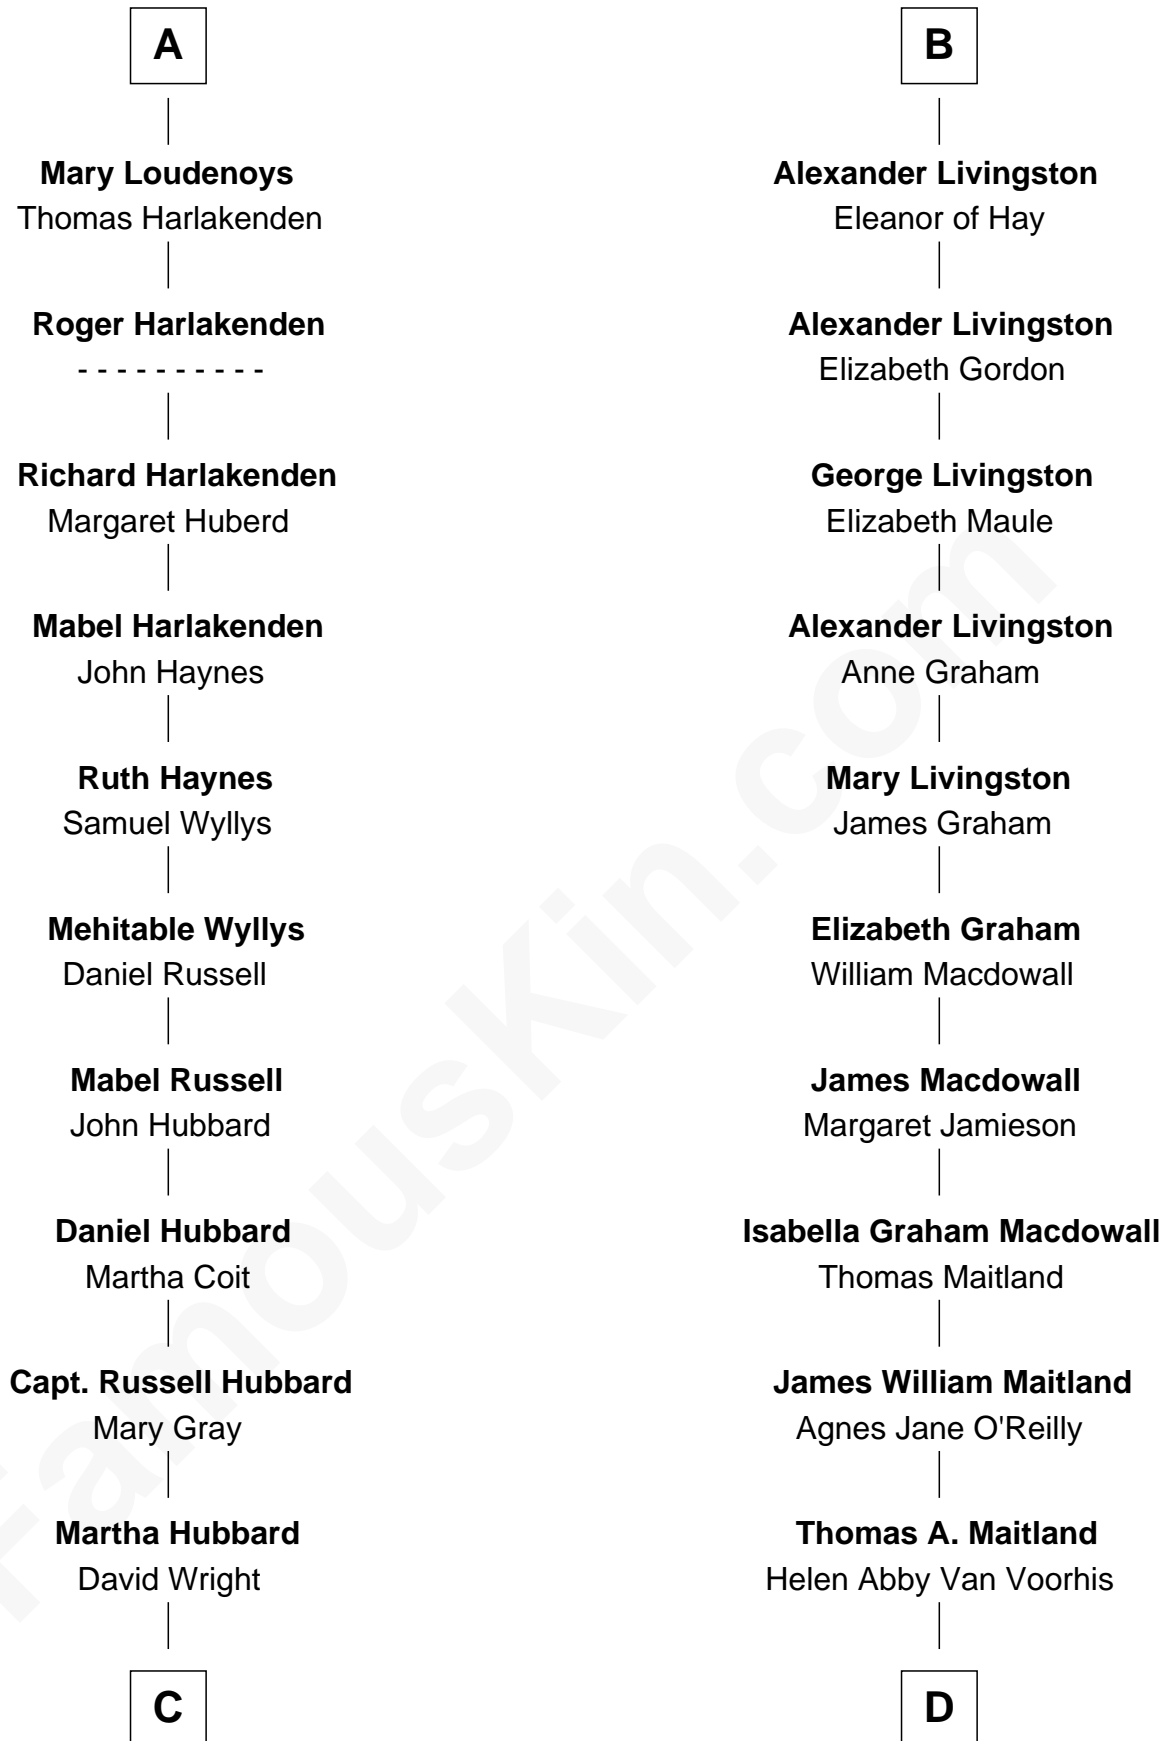 A
Mary Loudenoys
Thomas Harlakenden
Roger Harlakenden
- - - - - - - - - -
Richard Harlakenden
Margaret Huberd
Mabel Harlakenden
John Haynes
Ruth Haynes
Samuel Wyllys
Mehitable Wyllys
Daniel Russell
Mabel Russell
John Hubbard
Daniel Hubbard
Martha Coit
Capt. Russell Hubbard
Mary Gray
Martha Hubbard
David Wright
C
B
Alexander Livingston
Eleanor of Hay
Alexander Livingston
Elizabeth Gordon
George Livingston
Elizabeth Maule
Alexander Livingston
Anne Graham
Mary Livingston
James Graham
Elizabeth Graham
William Macdowall
James Macdowall
Margaret Jamieson
Isabella Graham Macdowall
Thomas Maitland
James William Maitland
Agnes Jane O'Reilly
Thomas A. Maitland
Helen Abby Van Voorhis
D
FamousKin.com